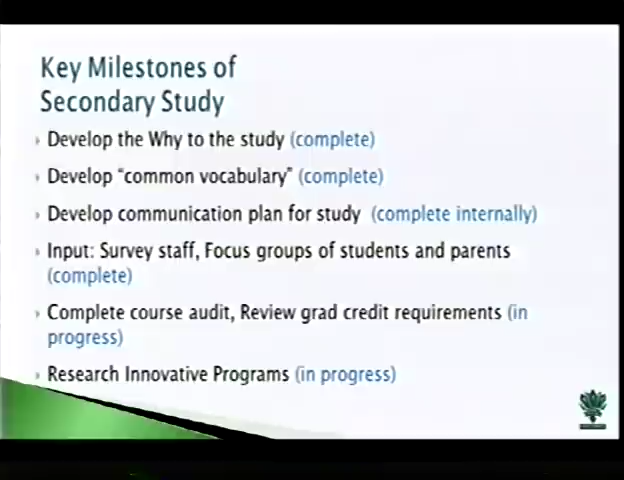 Key Milestones of
Secondary Study
Develop the Why to the study (complete)
Develop “common vocabulary” (complete)
Develop communication plan for study (complete internally)
Input: Survey staff, Focus groups of students and parents
(complete)
Complete course audit, Review grad credit requirements (in
progress)
Research Innovative Programs (in progress)